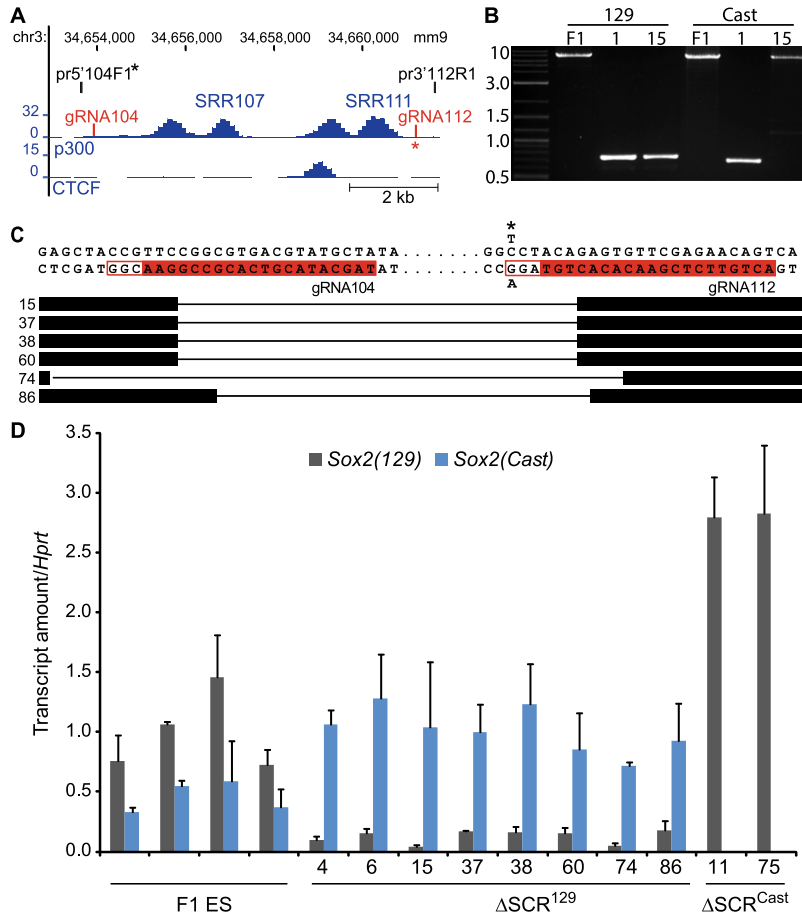 A
chr3: 34,654,000 34,656,000 34,658,000 34,660,000 mm9
pr5'104F1* pr3'112R1
SRR107 SRR111
gRNA104 gRNA112
32
0
*
p300
15
0
CTCF
2 kb
B
129 Cast
F1 1 15 F1 1 15
10
3.0
1.5
1.0
0.5
C
*
T
GAGCTACCGTTCCGGCGTGACGTATGCTATA.......GGCCTACAGAGTGTTCGAGAACAGTCA
CTCGATGGCAAGGCCGCACTGCATACGATAT.......CCGGATGTCACACAAGCTCTTGTCAGT
A
gRNA104 gRNA112
15
37
38
60
74
86
D
Sox2(129) Sox2(Cast)
Transcript amount/Hprt
3.5
3.0
2.5
2.0
1.5
1.0
0.5
0.0
4 6 15 37 38 60 74 86 11 75
F1 ES ΔSCR129 ΔSCRCast